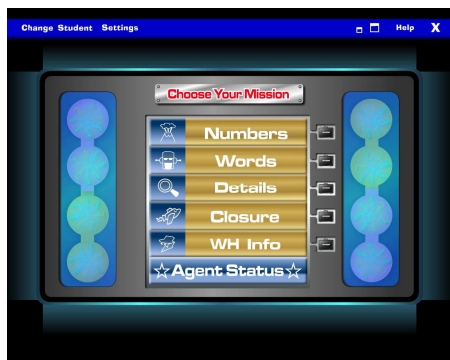 Change Student Settings Help X
Choose Your Mission
Numbers
Words
Details
Closure
WH Info
☆Agent Status☆